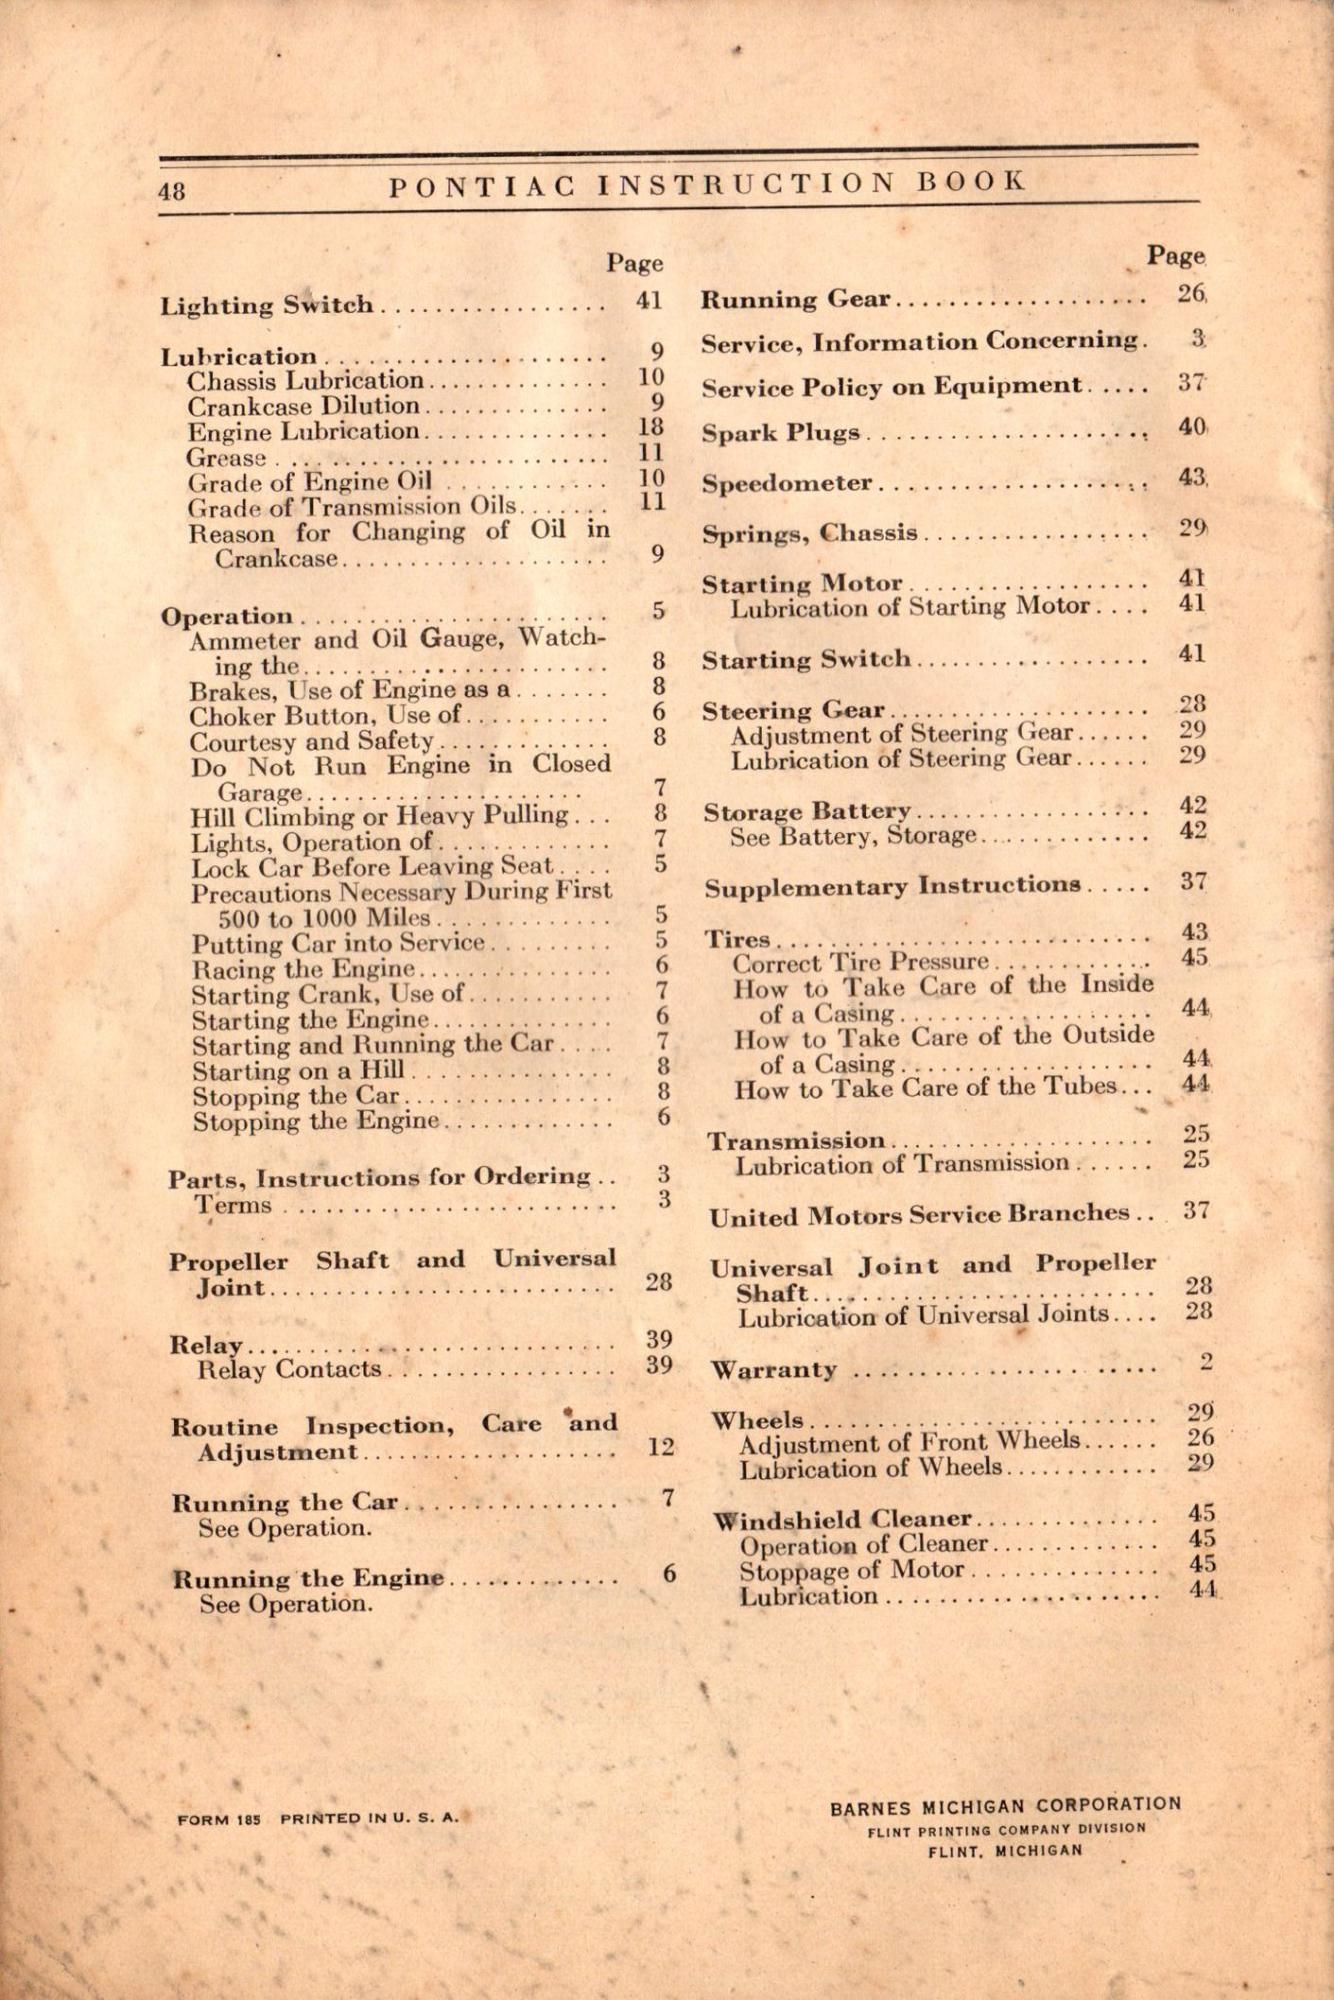 48
PONTIAC INSTRUCTION BOOK
Page
Lighting Switch................. 41
Lubrication..................... 9
Chassis Lubrication.............. 10
Crankcase Dilution.............. 9
Engine Lubrication.............. 18
Grease......................... 11
Grade of Engine Oil............ 10
Grade of Transmission Oils....... 11
Reason for Changing of Oil in
Crankcase.................... 9
Operation....................... 5
Ammeter and Oil Gauge, Watch-
ing the....................... 8
Brakes, Use of Engine as a....... 8
Choker Button, Use of........... 6
Courtesy and Safety............. 8
Do Not Run Engine in Closed
Garage..................... 7
Hill Climbing or Heavy Pulling... 8
Lights, Operation of............. 7
Lock Car Before Leaving Seat.... 5
Precautions Necessary During First
500 to 1000 Miles............. 5
Putting Car into Service......... 5
Racing the Engine............... 6
Starting Crank, Use of........... 7
Starting the Engine.............. 6
Starting and Running the Car.... 7
Starting on a Hill............... 8
Stopping the Car................ 8
Stopping the Engine............. 6
Parts, Instructions for Ordering.. 3
Terms......................... 3
Propeller Shaft and Universal
Joint.......................... 28
Relay............................ 39
Relay Contacts................. 39
Routine Inspection, Care and
Adjustment................... 12
Running the Car................ 7
See Operation.
Running the Engine............. 6
See Operation.
Page
Running Gear................... 26
Service, Information Concerning. 3
Service Policy on Equipment..... 37
Spark Plugs..................... 40
Speedometer.................... 43
Springs, Chassis................. 29
Starting Motor.................. 41
Lubrication of Starting Motor.... 41
Starting Switch................. 41
Steering Gear................... 28
Adjustment of Steering Gear...... 29
Lubrication of Steering Gear...... 29
Storage Battery................. 42
See Battery, Storage............. 42
Supplementary Instructions..... 37
Tires............................ 43
Correct Tire Pressure............ 45
How to Take Care of the Inside
of a Casing................... 44
How to Take Care of the Outside
of a Casing................... 44
How to Take Care of the Tubes... 44
Transmission.................... 25
Lubrication of Transmission...... 25
United Motors Service Branches.. 37
Universal Joint and Propeller
Shaft.......................... 28
Lubrication of Universal Joints.... 28
Warranty ....................... 2
Wheels.......................... 29
Adjustment of Front Wheels...... 26
Lubrication of Wheels............ 29
Windshield Cleaner.............. 45
Operation of Cleaner............. 45
Stoppage of Motor.............. 45
Lubrication..................... 44
FORM 185 PRINTED IN U. S. A.
BARNES MICHIGAN CORPORATION
FLINT PRINTING COMPANY DIVISION
FLINT, MICHIGAN